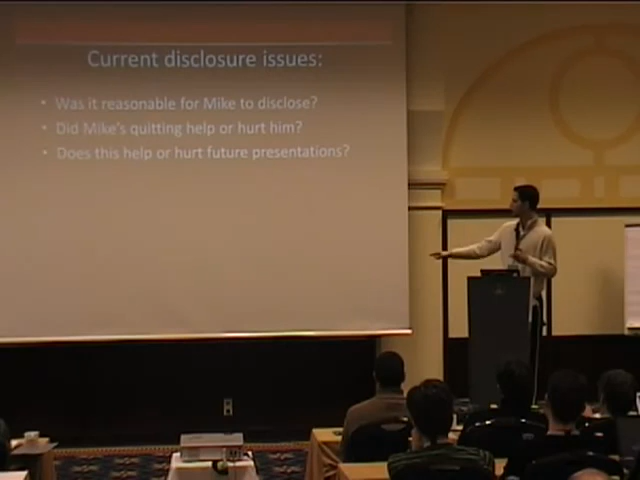 Current disclosure issues:
• Was it reasonable for Mike to disclose?
• Did Mike's quitting help or hurt him?
• Does this help or hurt future presentations?